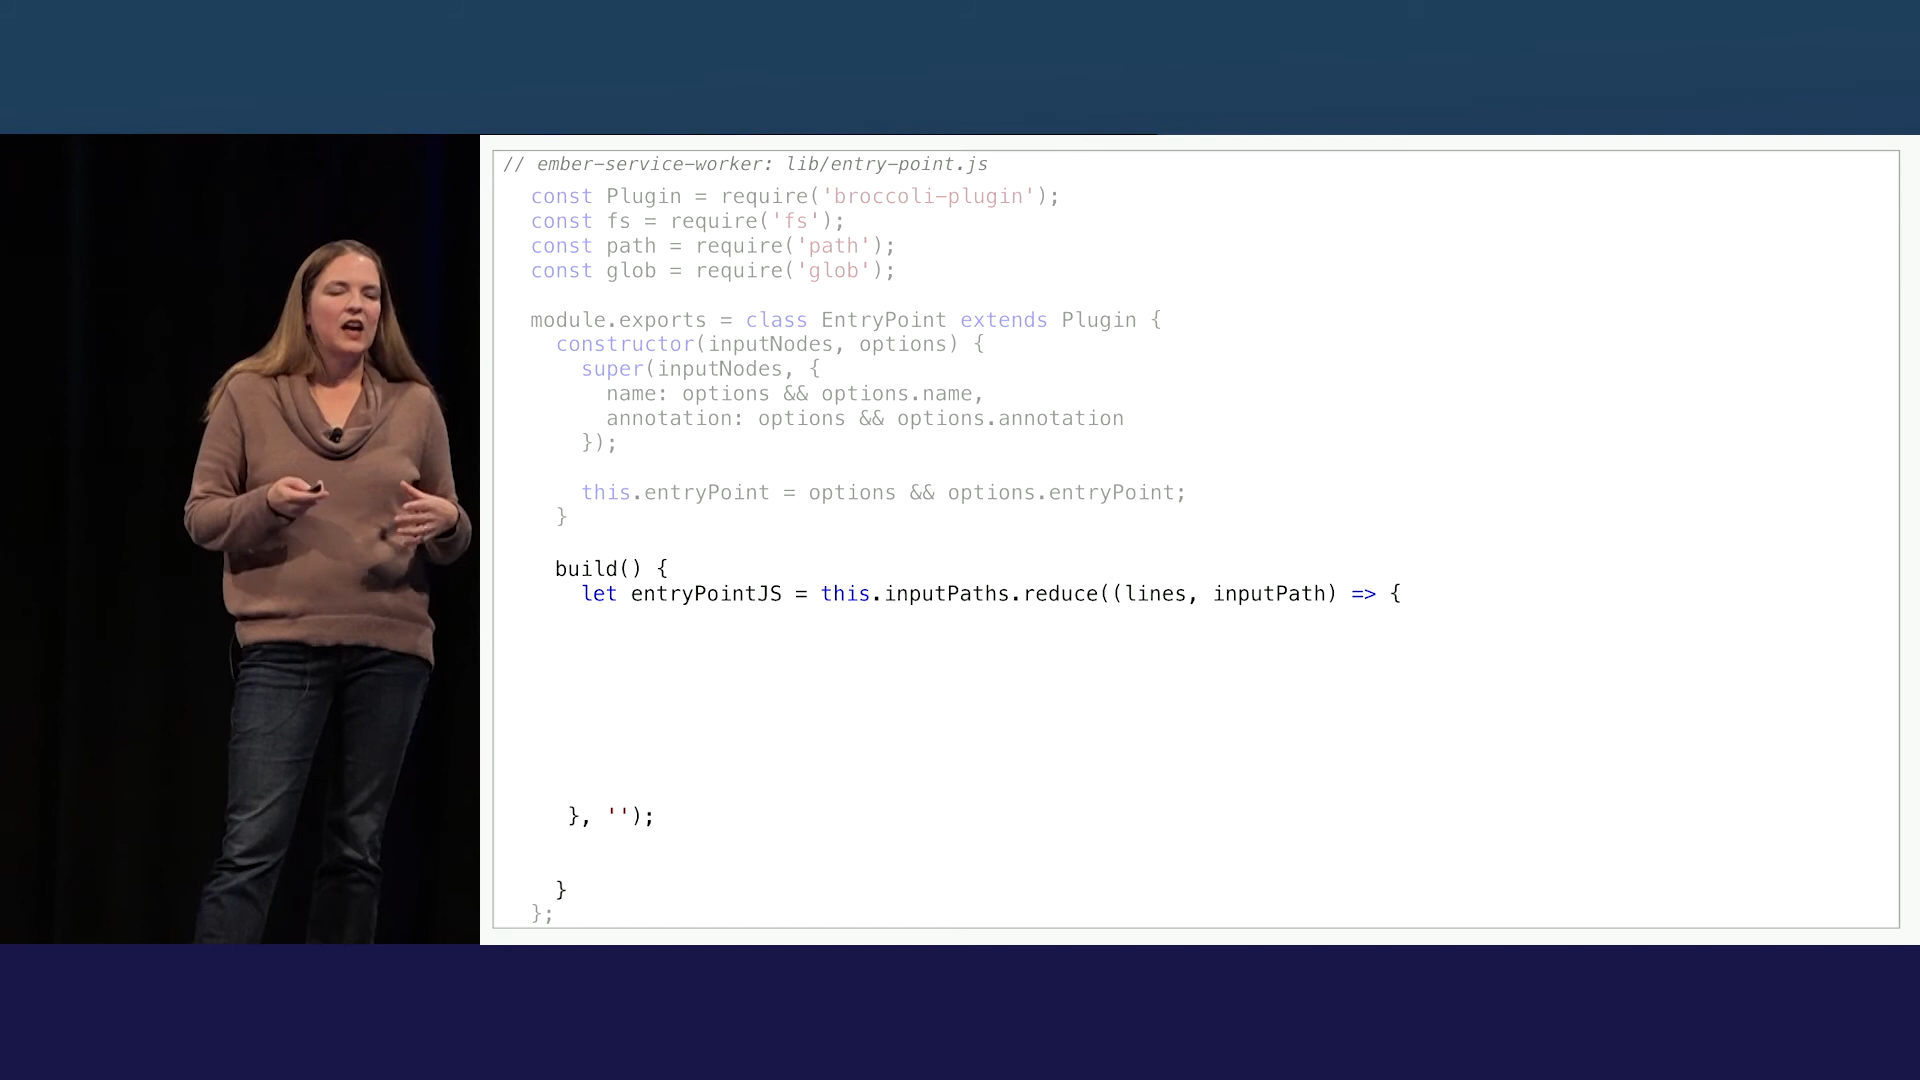 // ember-service-worker: lib/entry-point.js
const Plugin = require('broccoli-plugin');
const fs = require('fs');
const path = require('path');
const glob = require('glob');
module.exports = class EntryPoint extends Plugin {
constructor(inputNodes, options) {
super(inputNodes, {
name: options && options.name,
annotation: options && options.annotation
});
this.entryPoint = options && options.entryPoint;
}
build() {
let entryPointJS = this.inputPaths.reduce((lines, inputPath) => {
}, '');
}
};